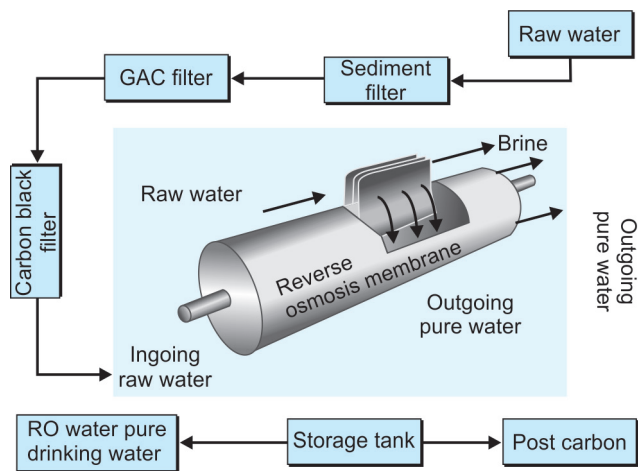 Raw water
Sediment
filter
GAC filter
Carbon black
filter
Raw water
Brine
Reverse
osmosis membrane
Outgoing
pure water
Outgoing
pure water
Ingoing
raw water
RO water pure
drinking water
Storage tank
Post carbon